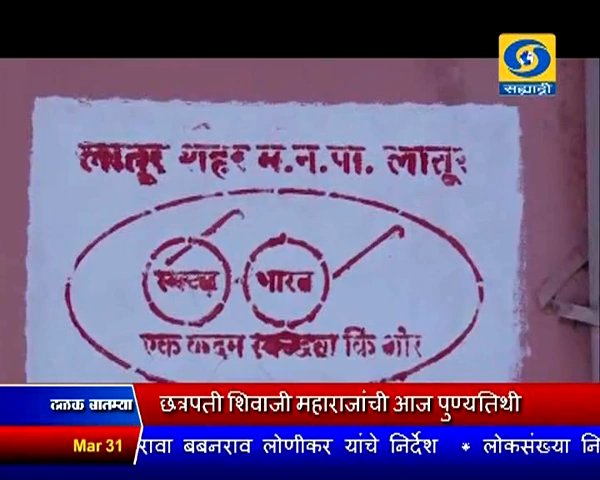 सह्याद्री
लातूर शहर म.न.पा. लातूर
स्वच्छ भारत
एक कदम स्वच्छता कि ओर
ठळक बातम्या
छत्रपती शिवाजी महाराजांची आज पुण्यतिथी
Mar 31
रावा बबनराव लोणीकर यांचे निर्देश * लोकसंख्या नि